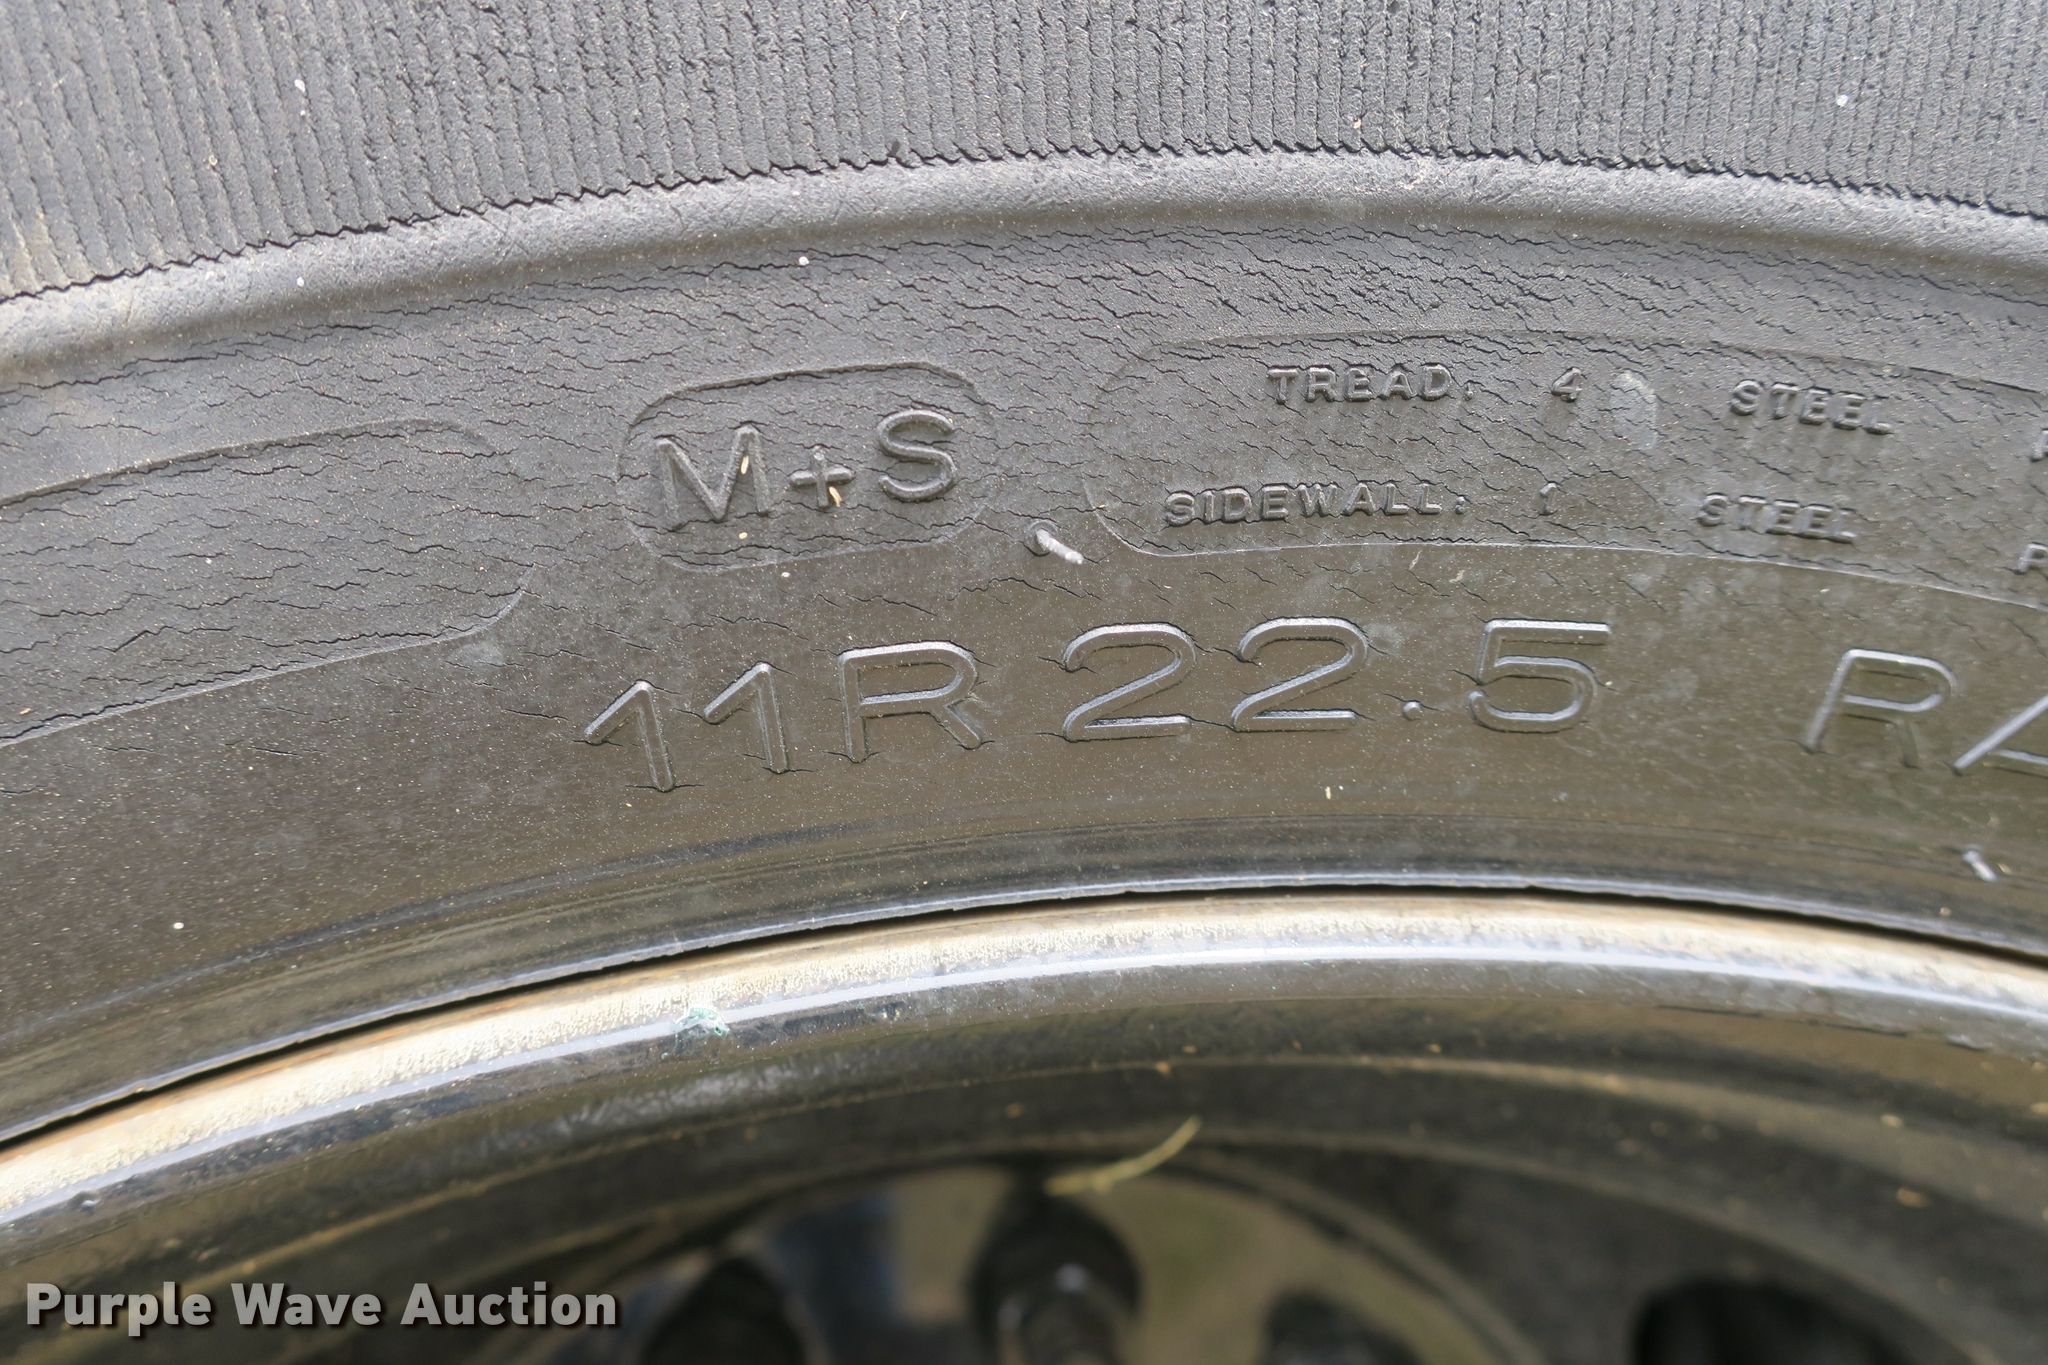 M+S
TREAD: 4 STEEL
SIDEWALL: 1 STEEL
11R22.5
Purple Wave Auction